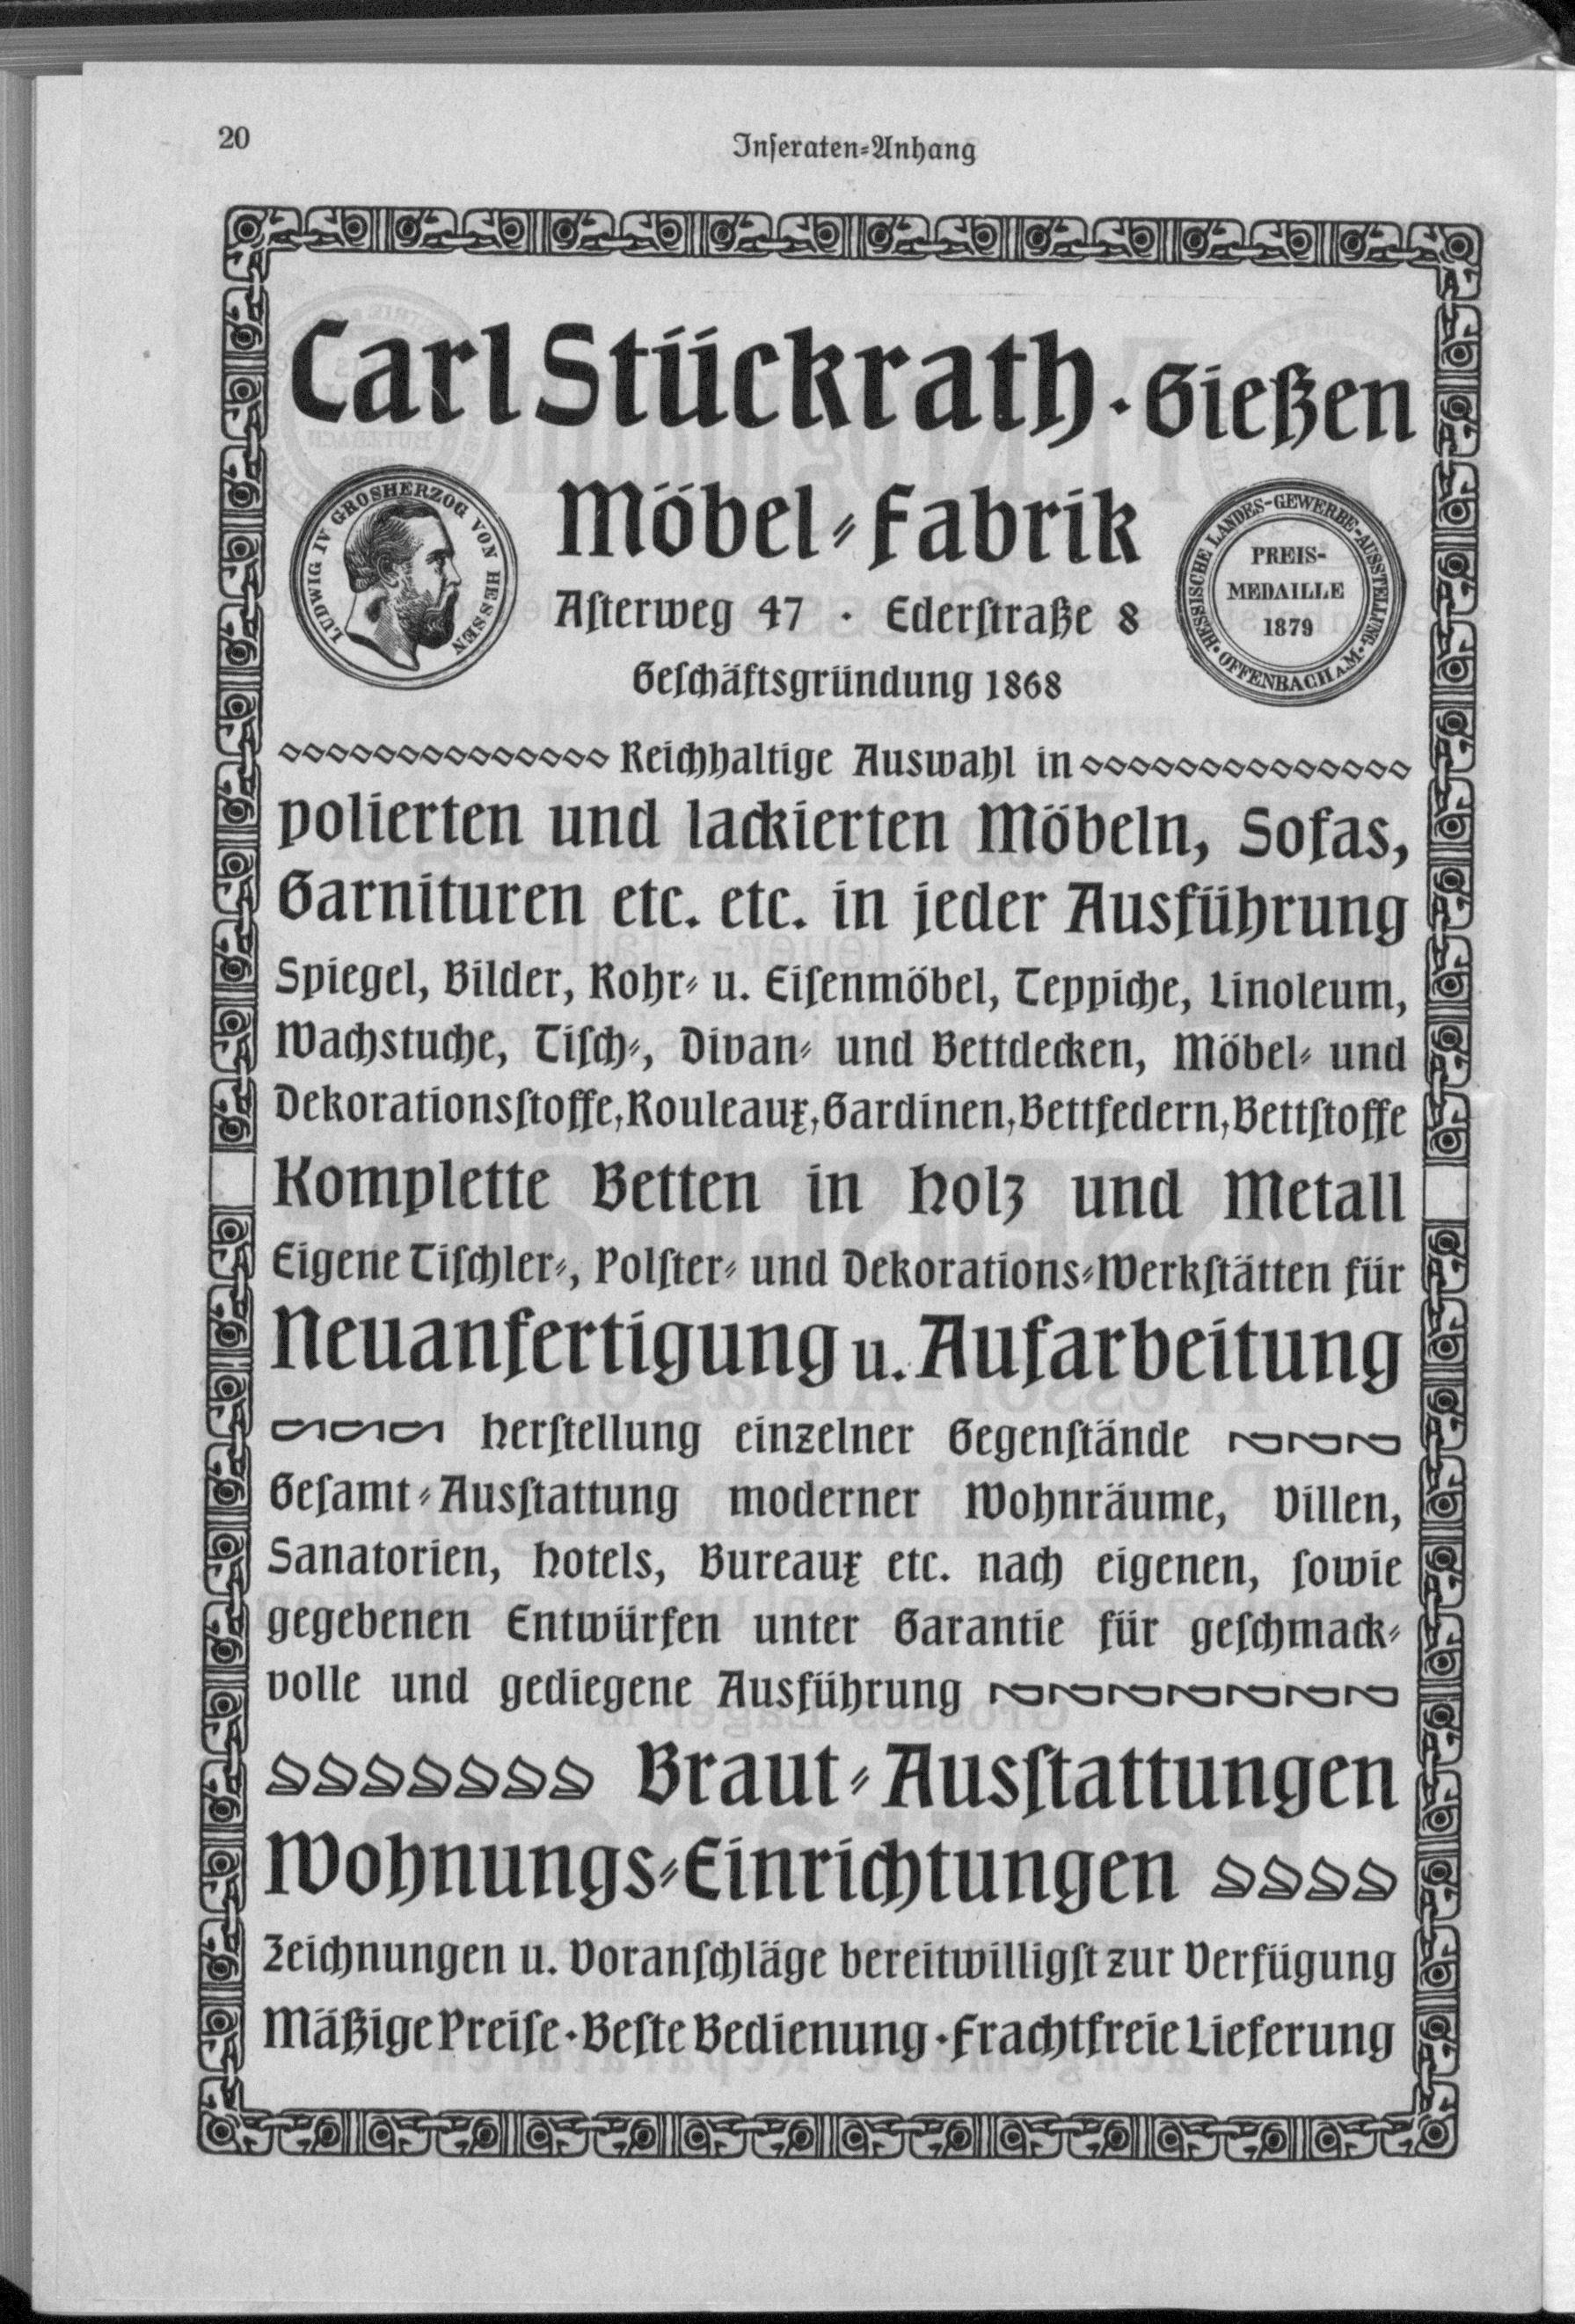 20
Inseraten-Anhang
Carl Stückrath · Gießen
Möbel-Fabrik
LUDWIG IV GROSHERZOG VON HESSEN
HESSISCHE LANDES-GEWERBE-AUSSTELLUNG · OFFENBACH A.M.
PREIS-
MEDAILLE
1879
Asterweg 47 · Ederstraße 8
Geschäftsgründung 1868
Reichhaltige Auswahl in
polierten und lackierten Möbeln, Sofas,
Garnituren etc. etc. in jeder Ausführung
Spiegel, Bilder, Rohr- u. Eisenmöbel, Teppiche, Linoleum,
Wachstuche, Tisch-, Divan- und Bettdecken, Möbel- und
Dekorationsstoffe, Rouleaux, Gardinen, Bettfedern, Bettstoffe
Komplette Betten in Holz und Metall
Eigene Tischler-, Polster- und Dekorations-Werkstätten für
Neuanfertigung u. Aufarbeitung
Herstellung einzelner Gegenstände
Gesamt-Ausstattung moderner Wohnräume, Villen,
Sanatorien, Hotels, Bureaux etc. nach eigenen, sowie
gegebenen Entwürfen unter Garantie für geschmack-
volle und gediegene Ausführung
Braut-Ausstattungen
Wohnungs-Einrichtungen
Zeichnungen u. Voranschläge bereitwilligst zur Verfügung
Mäßige Preise · Beste Bedienung · Frachtfreie Lieferung